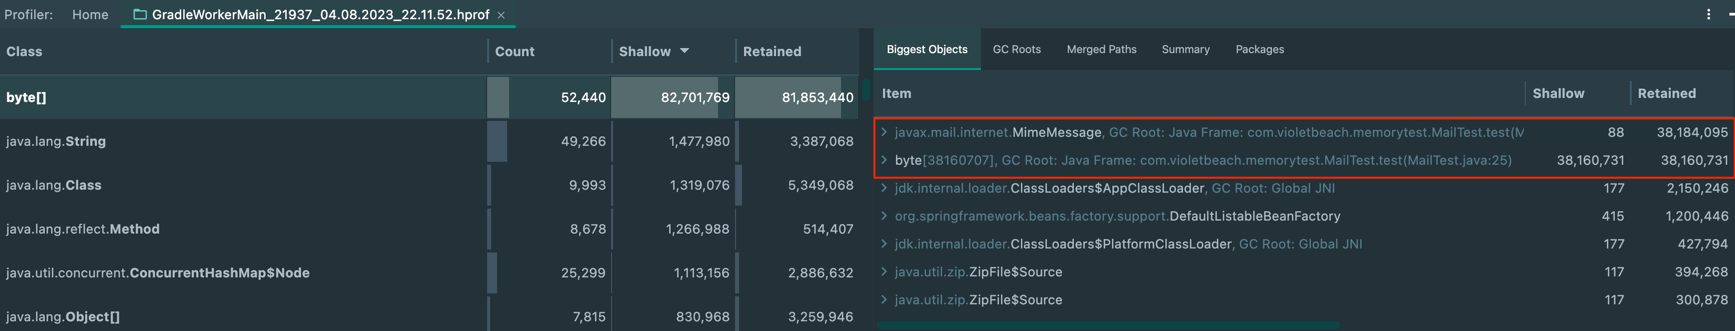 Profiler: Home GradleWorkerMain_21937_04.08.2023_22.11.52.hprof ×
Class Count Shallow Retained
byte[] 52,440 82,701,769 81,853,440
java.lang.String 49,266 1,477,980 3,387,068
java.lang.Class 9,993 1,319,076 5,349,068
java.lang.reflect.Method 8,678 1,266,988 514,407
java.util.concurrent.ConcurrentHashMap$Node 25,299 1,113,156 2,886,632
java.lang.Object[] 7,815 830,968 3,259,946
Biggest Objects GC Roots Merged Paths Summary Packages
Item Shallow Retained
javax.mail.internet.MimeMessage, GC Root: Java Frame: com.violetbeach.memorytest.MailTest.test(M 88 38,184,095
byte[38160707], GC Root: Java Frame: com.violetbeach.memorytest.MailTest.test(MailTest.java:25) 38,160,731 38,160,731
jdk.internal.loader.ClassLoaders$AppClassLoader, GC Root: Global JNI 177 2,150,246
org.springframework.beans.factory.support.DefaultListableBeanFactory 415 1,200,446
jdk.internal.loader.ClassLoaders$PlatformClassLoader, GC Root: Global JNI 177 427,794
java.util.zip.ZipFile$Source 117 394,268
java.util.zip.ZipFile$Source 117 300,878